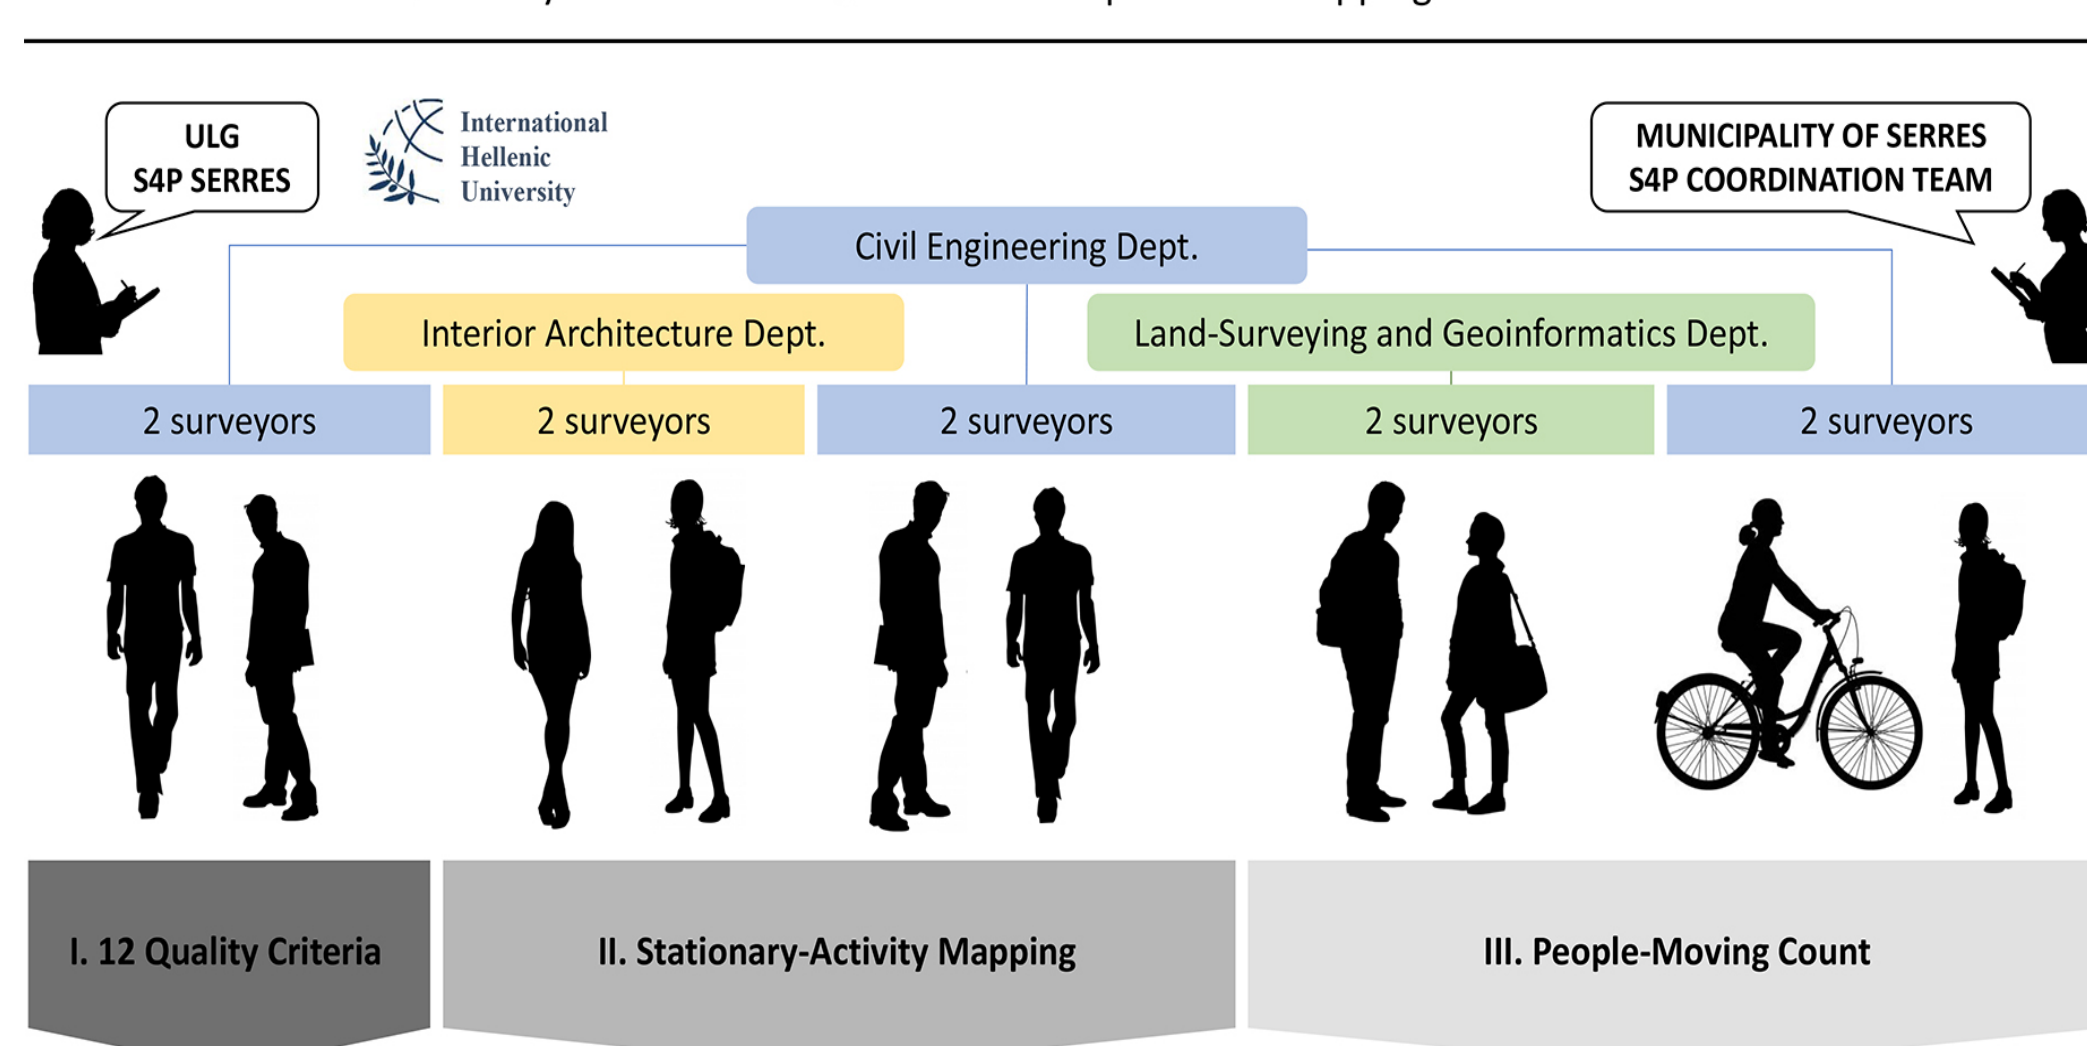 ULG
S4P SERRES
International
Hellenic
University
MUNICIPALITY OF SERRES
S4P COORDINATION TEAM
Civil Engineering Dept.
Interior Architecture Dept.
Land-Surveying and Geoinformatics Dept.
2 surveyors
2 surveyors
2 surveyors
2 surveyors
2 surveyors
I. 12 Quality Criteria
II. Stationary-Activity Mapping
III. People-Moving Count